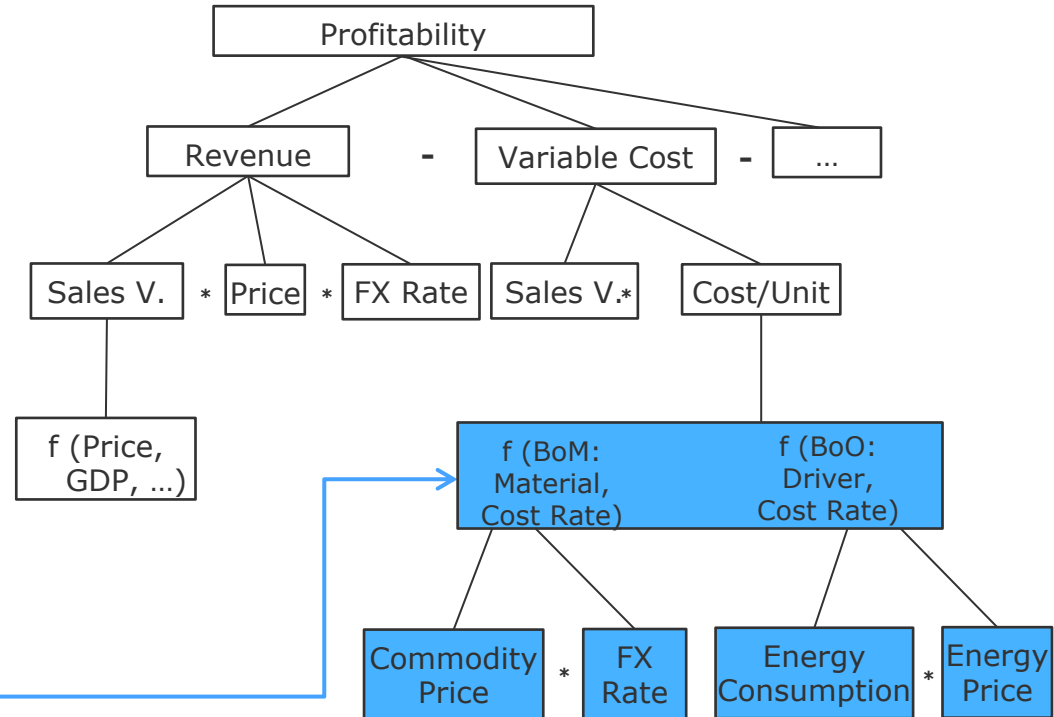 Profitability
Revenue - Variable Cost - ...
Sales V. * Price * FX Rate Sales V.* Cost/Unit
f (Price,
GDP, ...)
f (BoM:
Material,
Cost Rate)
f (BoO:
Driver,
Cost Rate)
Commodity
Price
*
FX
Rate
Energy
Consumption
*
Energy
Price